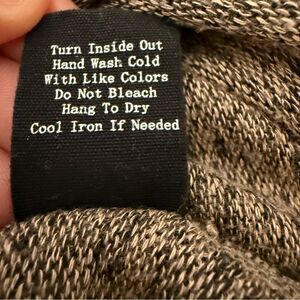 Turn Inside Out
Hand Wash Cold
With Like Colors
Do Not Bleach
Hang To Dry
Cool Iron If Needed